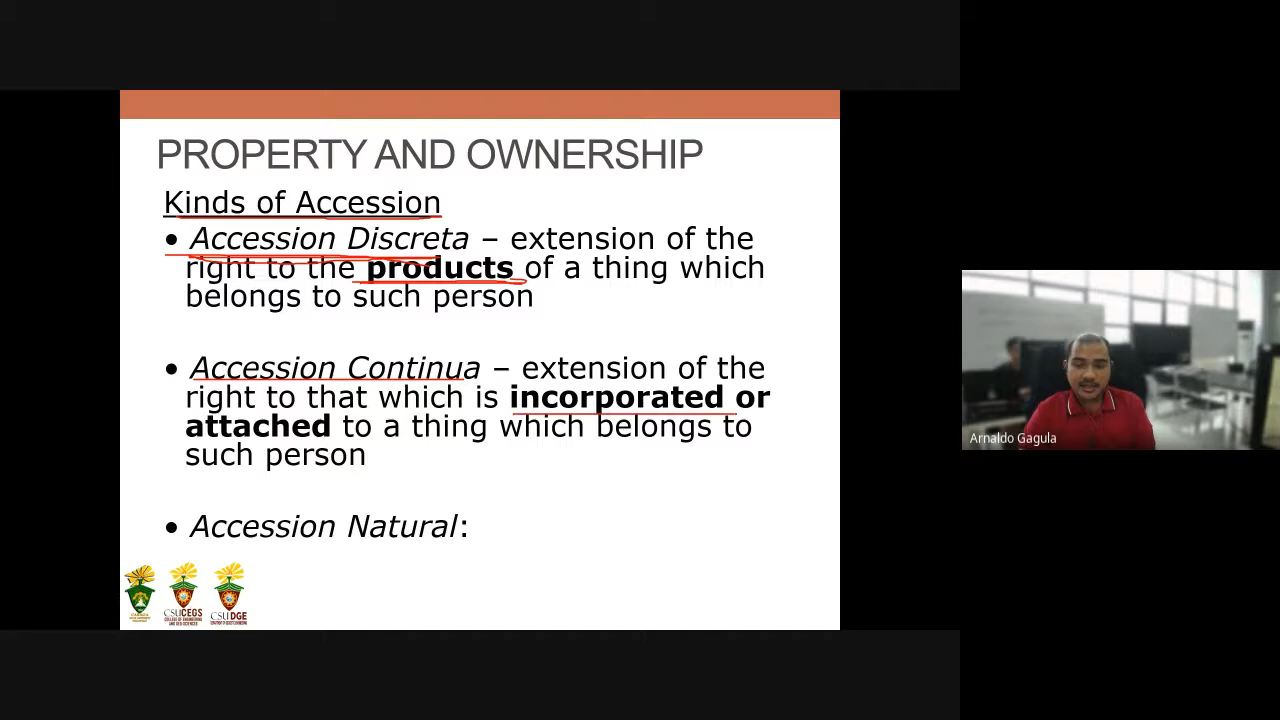 PROPERTY AND OWNERSHIP
Kinds of Accession
• Accession Discreta – extension of the
right to the products of a thing which
belongs to such person
• Accession Continua – extension of the
right to that which is incorporated or
attached to a thing which belongs to
such person
• Accession Natural:
CSUCEGS
CSUDGE
Arnaldo Gagula